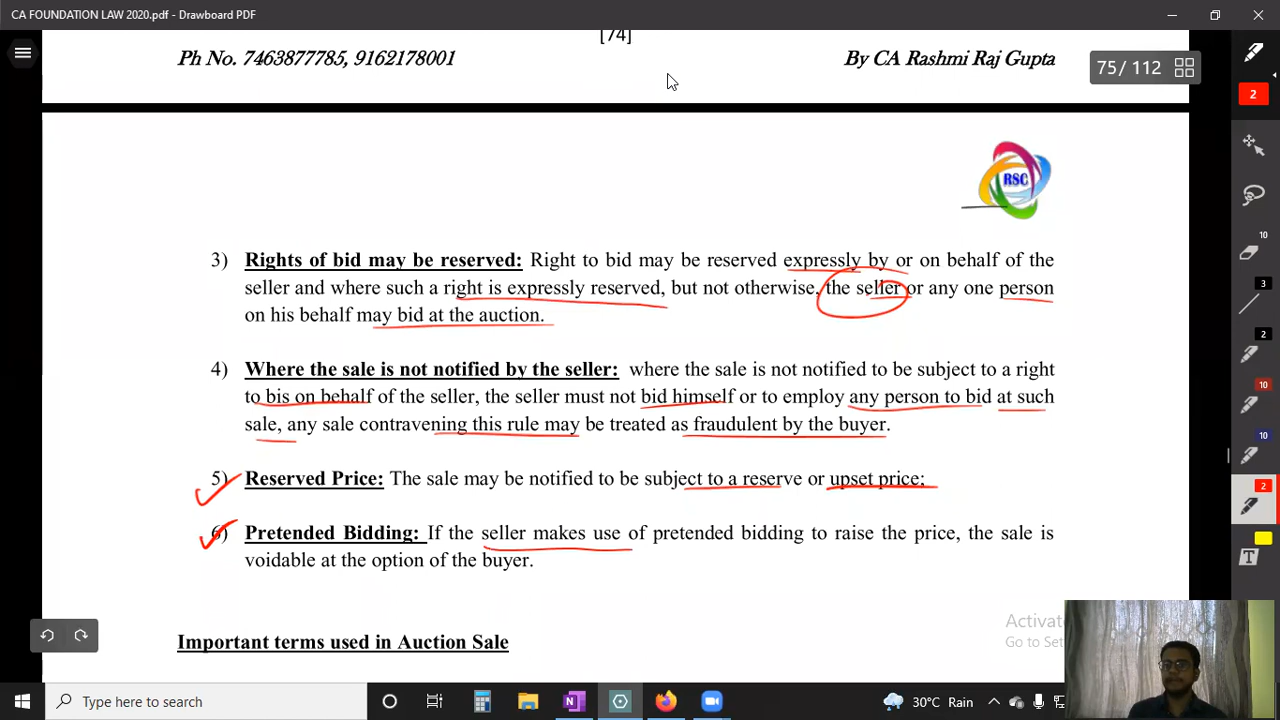 CA FOUNDATION LAW 2020.pdf - Drawboard PDF
[74]
Ph No. 7463877785, 9162178001 By CA Rashmi Raj Gupta
75 / 112
2
RSC
3) Rights of bid may be reserved: Right to bid may be reserved expressly by or on behalf of the
seller and where such a right is expressly reserved, but not otherwise, the seller or any one person
on his behalf may bid at the auction.
4) Where the sale is not notified by the seller: where the sale is not notified to be subject to a right
to bis on behalf of the seller, the seller must not bid himself or to employ any person to bid at such
sale, any sale contravening this rule may be treated as fraudulent by the buyer.
5) Reserved Price: The sale may be notified to be subject to a reserve or upset price;
6) Pretended Bidding: If the seller makes use of pretended bidding to raise the price, the sale is
voidable at the option of the buyer.
Important terms used in Auction Sale
10
3
2
10
10
2
T
Activat
Go to Set
Type here to search
30°C Rain